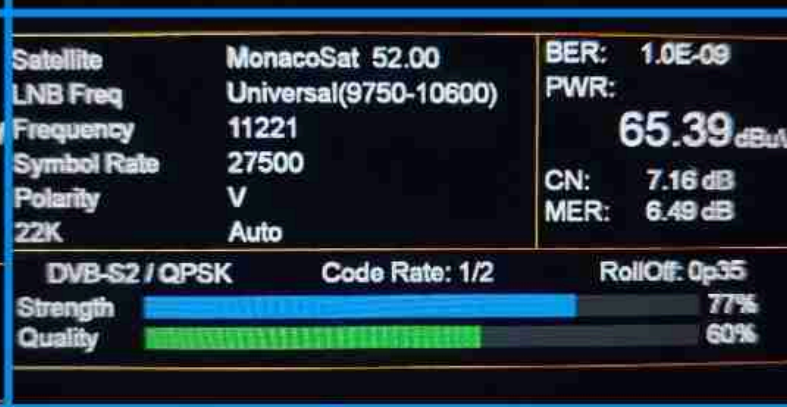 Satellite MonacoSat 52.00
LNB Freq Universal(9750-10600)
Frequency 11221
Symbol Rate 27500
Polarity V
22K Auto
BER: 1.0E-09
PWR:
65.39 dBuV
CN: 7.16 dB
MER: 6.49 dB
DVB-S2 / QPSK Code Rate: 1/2 RollOff: 0p35
Strength 77%
Quality 60%